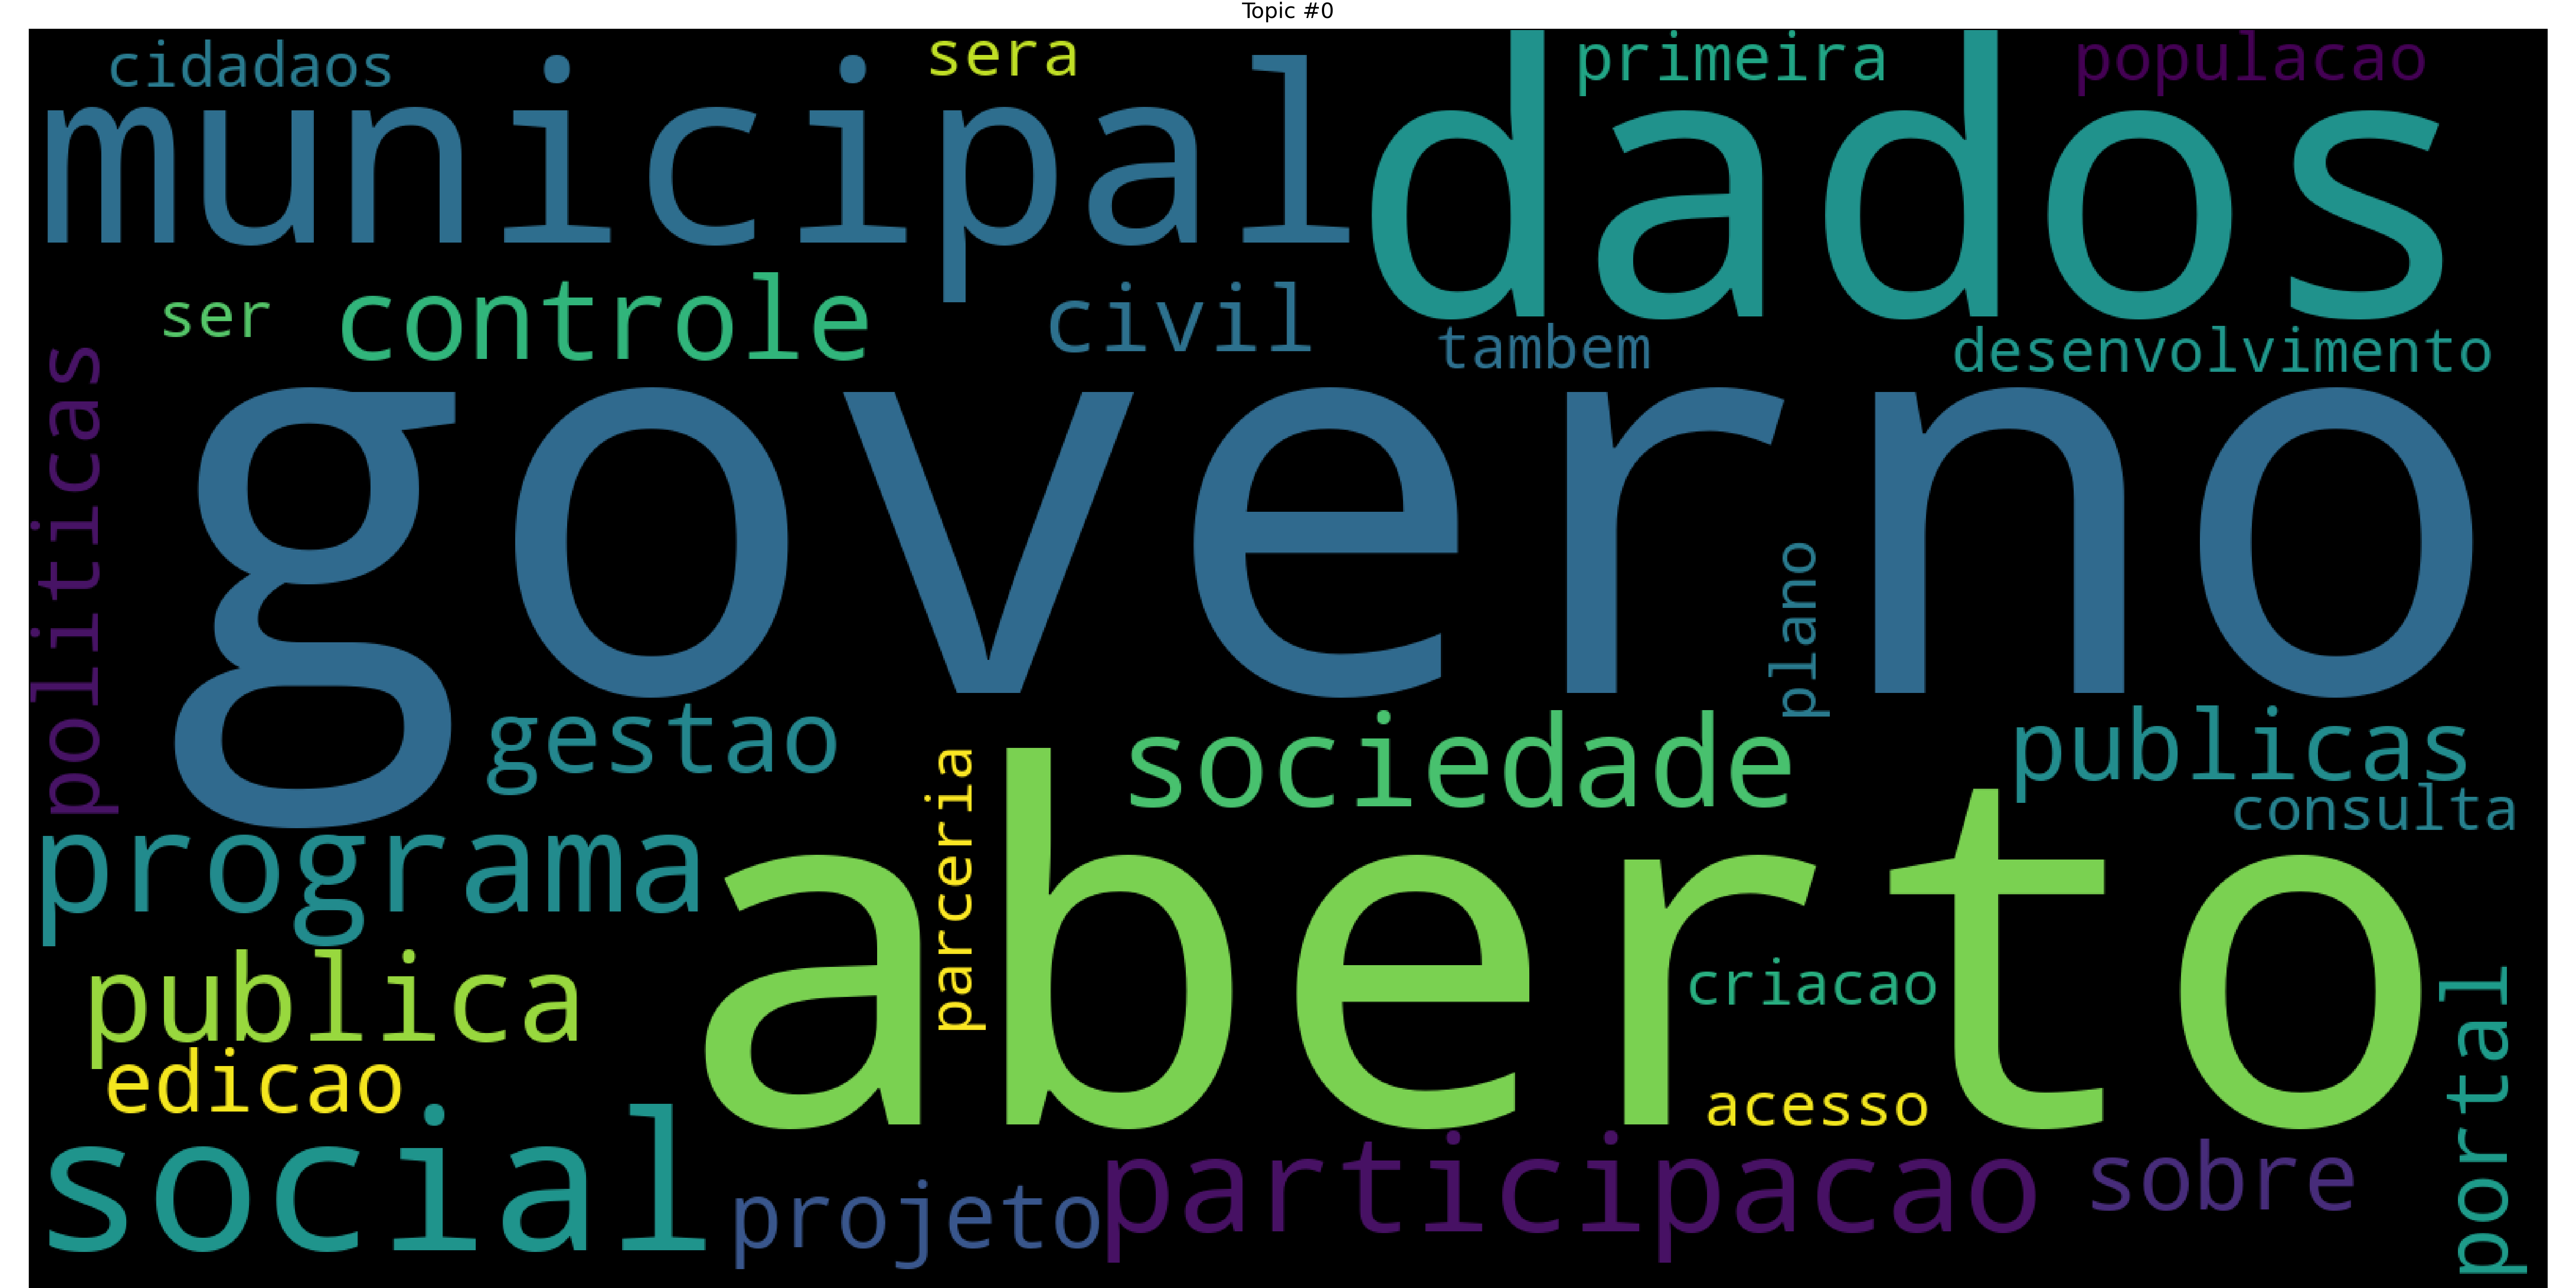 Topic #0
cidadaos
sera
primeira
populacao
municipal
dados
ser
controle
civil
tambem
desenvolvimento
politicas
governo
plano
gestao
sociedade
publicas
consulta
programa
parceria
aberto
publica
criacao
edicao
acesso
portal
social
projeto
participacao
sobre